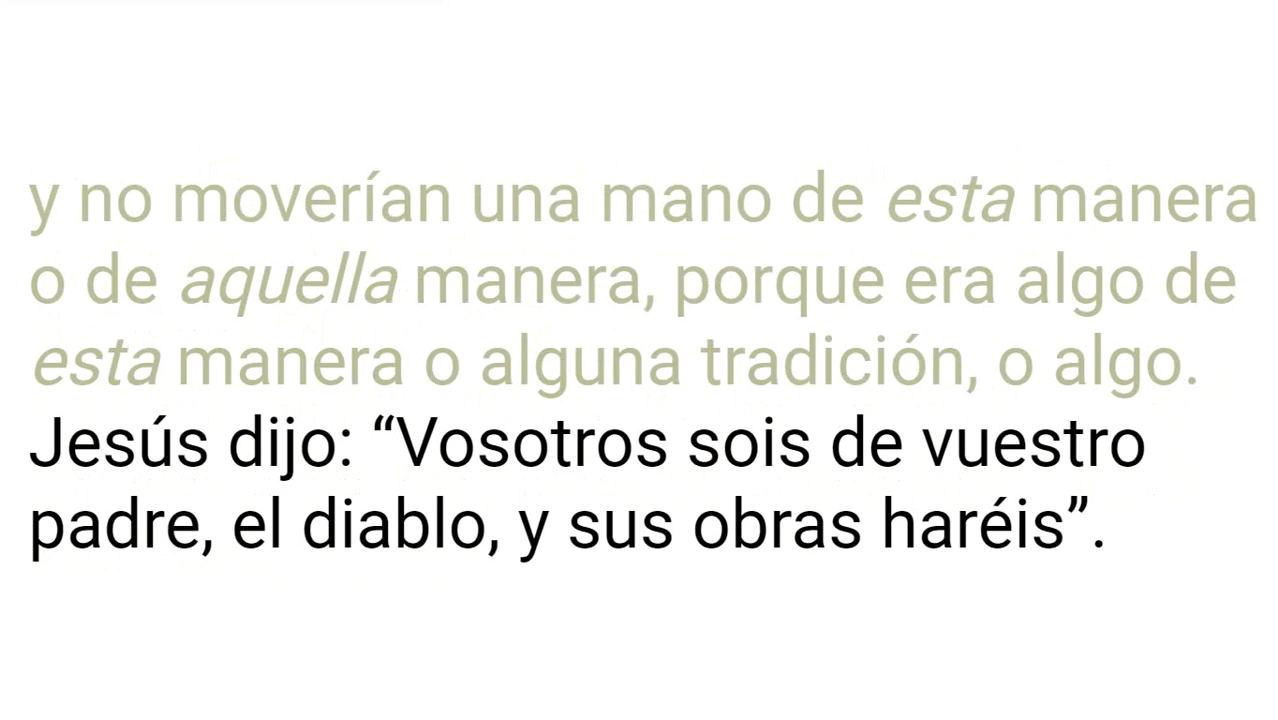 y no moverían una mano de esta manera
o de aquella manera, porque era algo de
esta manera o alguna tradición, o algo.
Jesús dijo: “Vosotros sois de vuestro
padre, el diablo, y sus obras haréis”.